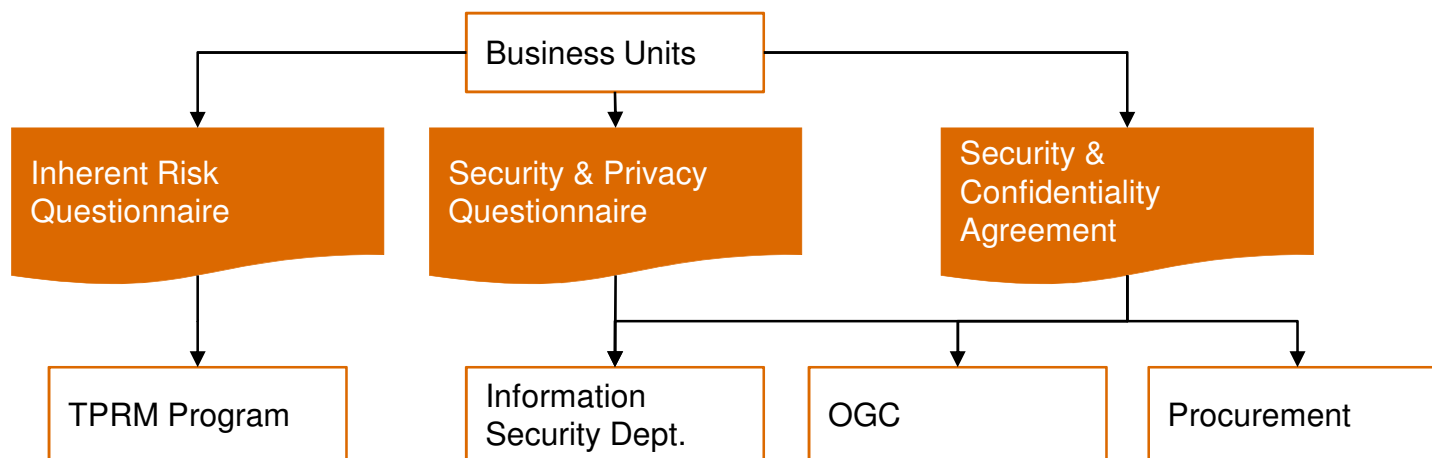 Business Units
Inherent Risk
Questionnaire
Security & Privacy
Questionnaire
Security &
Confidentiality
Agreement
TPRM Program
Information
Security Dept.
OGC
Procurement